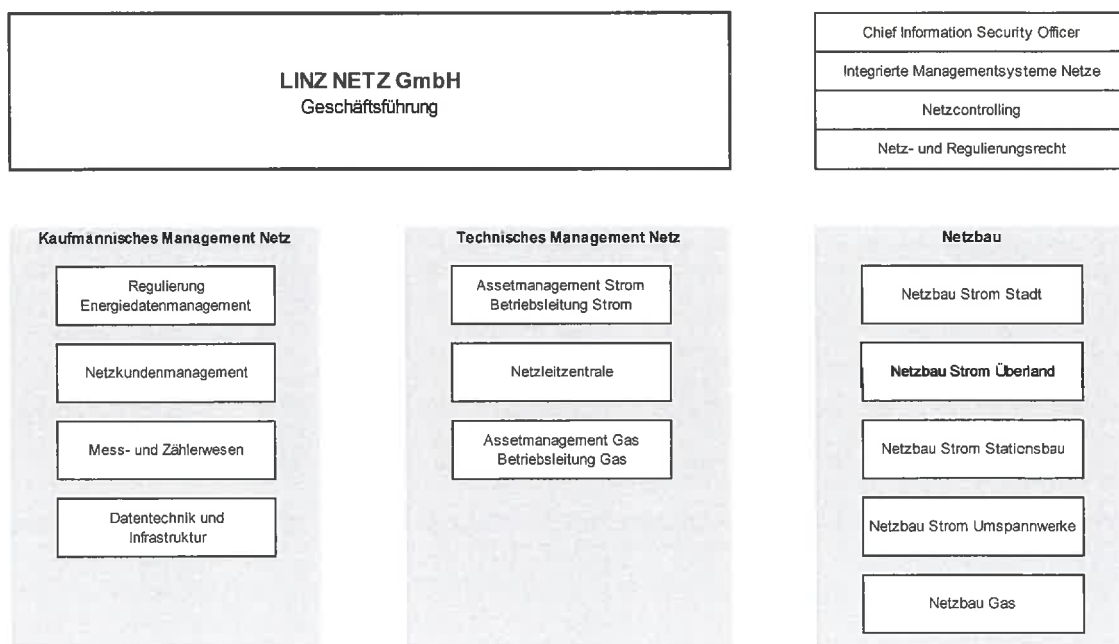 LINZ NETZ GmbH
Geschäftsführung
Chief Information Security Officer
Integrierte Managementsysteme Netze
Netzcontrolling
Netz- und Regulierungsrecht
Kaufmännisches Management Netz
Regulierung
Energiedatenmanagement
Netzkundenmanagement
Mess- und Zählerwesen
Datentechnik und
Infrastruktur
Technisches Management Netz
Assetmanagement Strom
Betriebsleitung Strom
Netzleitzentrale
Assetmanagement Gas
Betriebsleitung Gas
Netzbau
Netzbau Strom Stadt
Netzbau Strom Überland
Netzbau Strom Stationsbau
Netzbau Strom Umspannwerke
Netzbau Gas